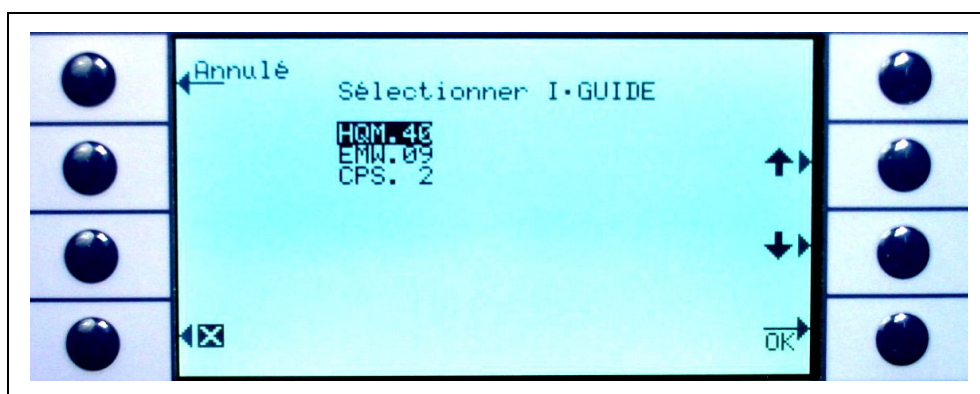 Annulé
Sélectionner I·GUIDE
HQM.40
EMW.09
CPS. 2
OK